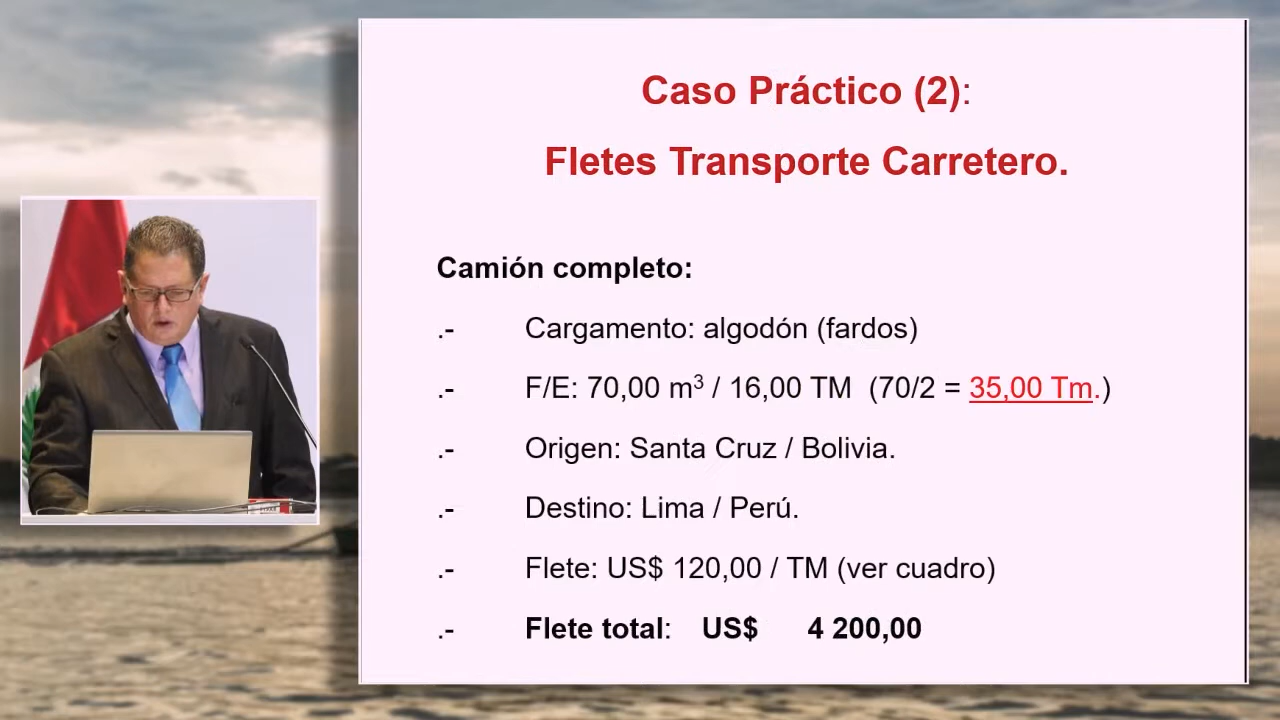 Caso Práctico (2):
Fletes Transporte Carretero.
Camión completo:
.- Cargamento: algodón (fardos)
.- F/E: 70,00 m³ / 16,00 TM (70/2 = 35,00 Tm.)
.- Origen: Santa Cruz / Bolivia.
.- Destino: Lima / Perú.
.- Flete: US$ 120,00 / TM (ver cuadro)
.- Flete total: US$ 4 200,00